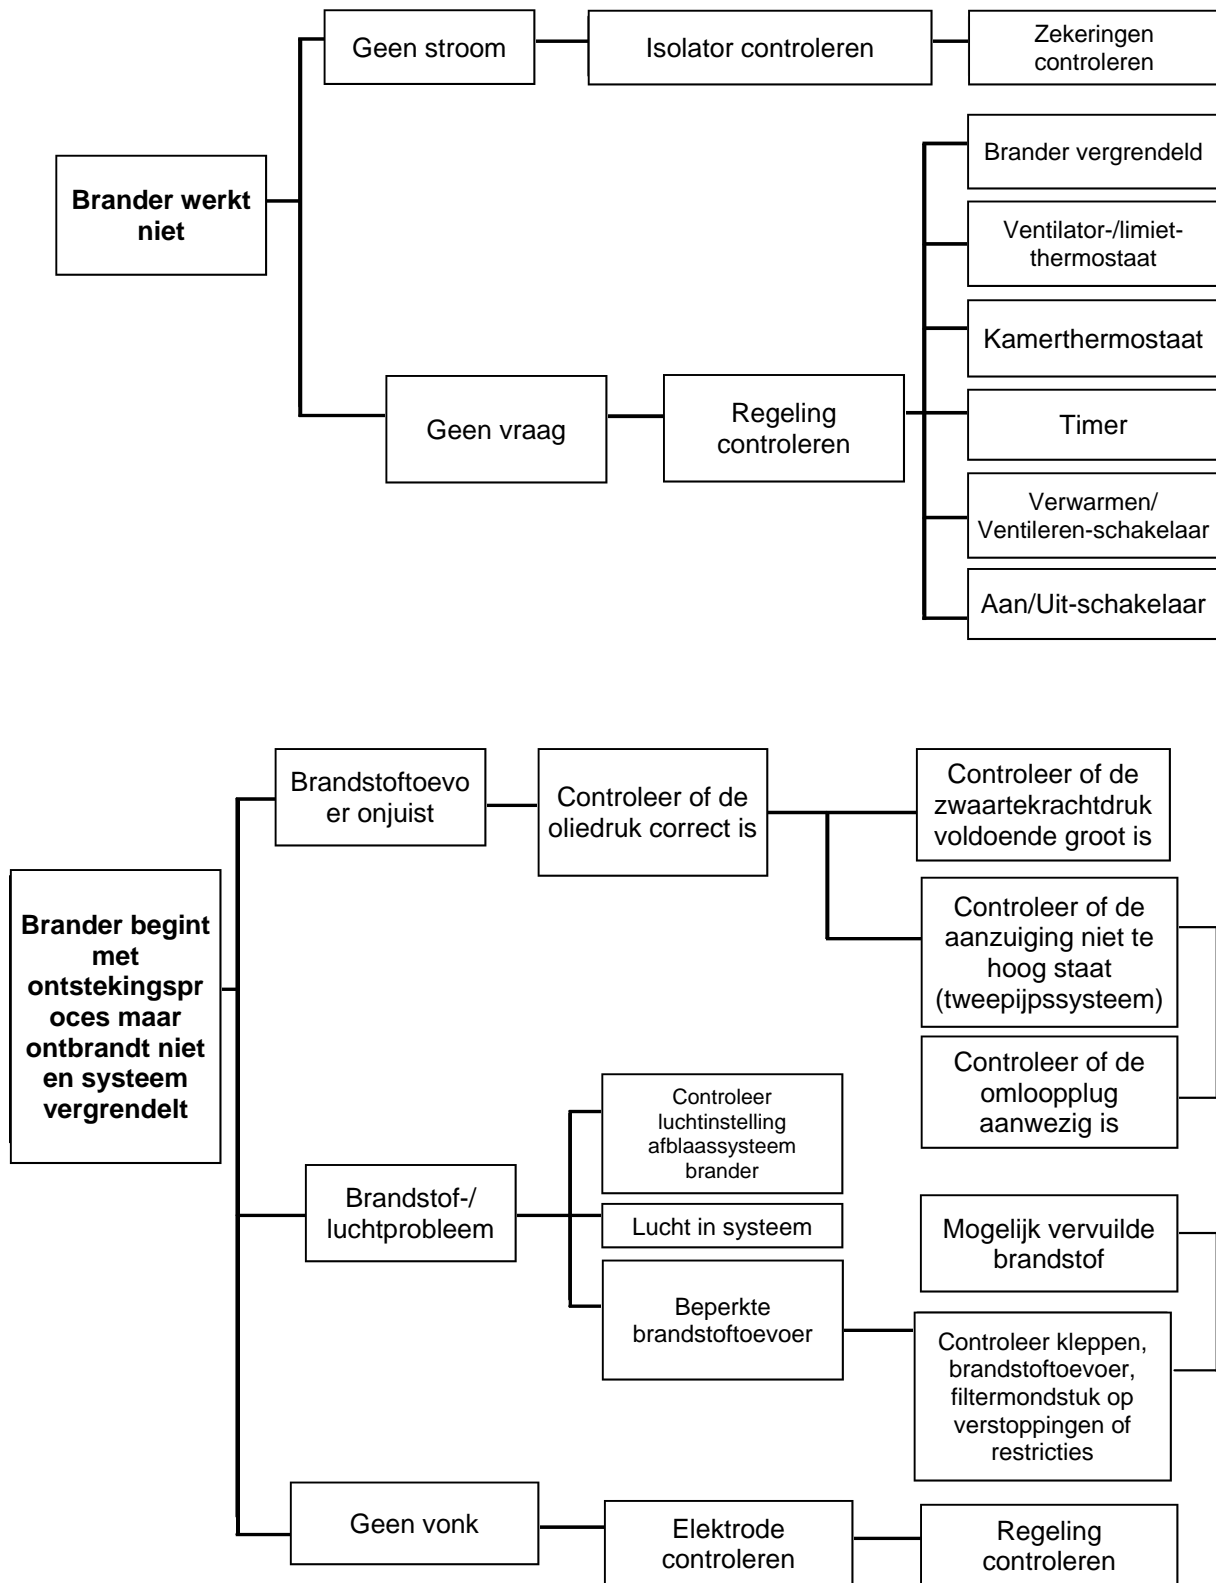 Geen stroom
Isolator controleren
Zekeringen
controleren
Brander werkt
niet
Brander vergrendeld
Ventilator-/limiet-
thermostaat
Kamerthermostaat
Geen vraag
Regeling
controleren
Timer
Verwarmen/
Ventileren-schakelaar
Aan/Uit-schakelaar
Brandstoftoevo
er onjuist
Controleer of de
oliedruk correct is
Controleer of de
zwaartekrachtdruk
voldoende groot is
Brander begint
met
ontstekingspr
oces maar
ontbrandt niet
en systeem
vergrendelt
Controleer of de
aanzuiging niet te
hoog staat
(tweepijpssysteem)
Controleer of de
omloopplug
aanwezig is
Controleer
luchtinstelling
afblaassysteem
brander
Brandstof-/
luchtprobleem
Lucht in systeem
Mogelijk vervuilde
brandstof
Beperkte
brandstoftoevoer
Controleer kleppen,
brandstoftoevoer,
filtermondstuk op
verstoppingen of
restricties
Geen vonk
Elektrode
controleren
Regeling
controleren